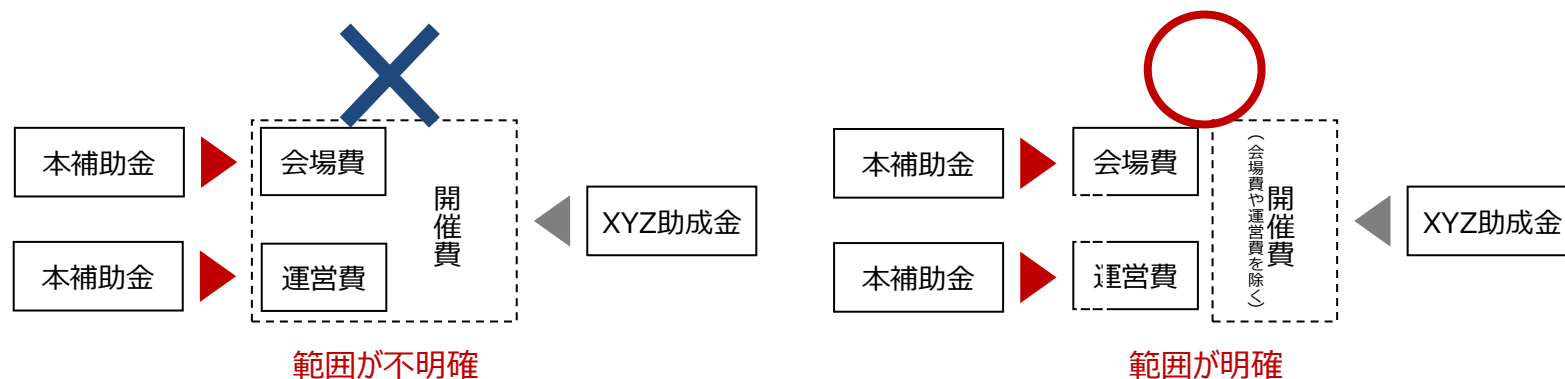 本補助金
会場費
開催費
XYZ助成金
本補助金
運営費
範囲が不明確
本補助金
会場費
開催費
（会場費や運営費を除く）
XYZ助成金
本補助金
運営費
範囲が明確